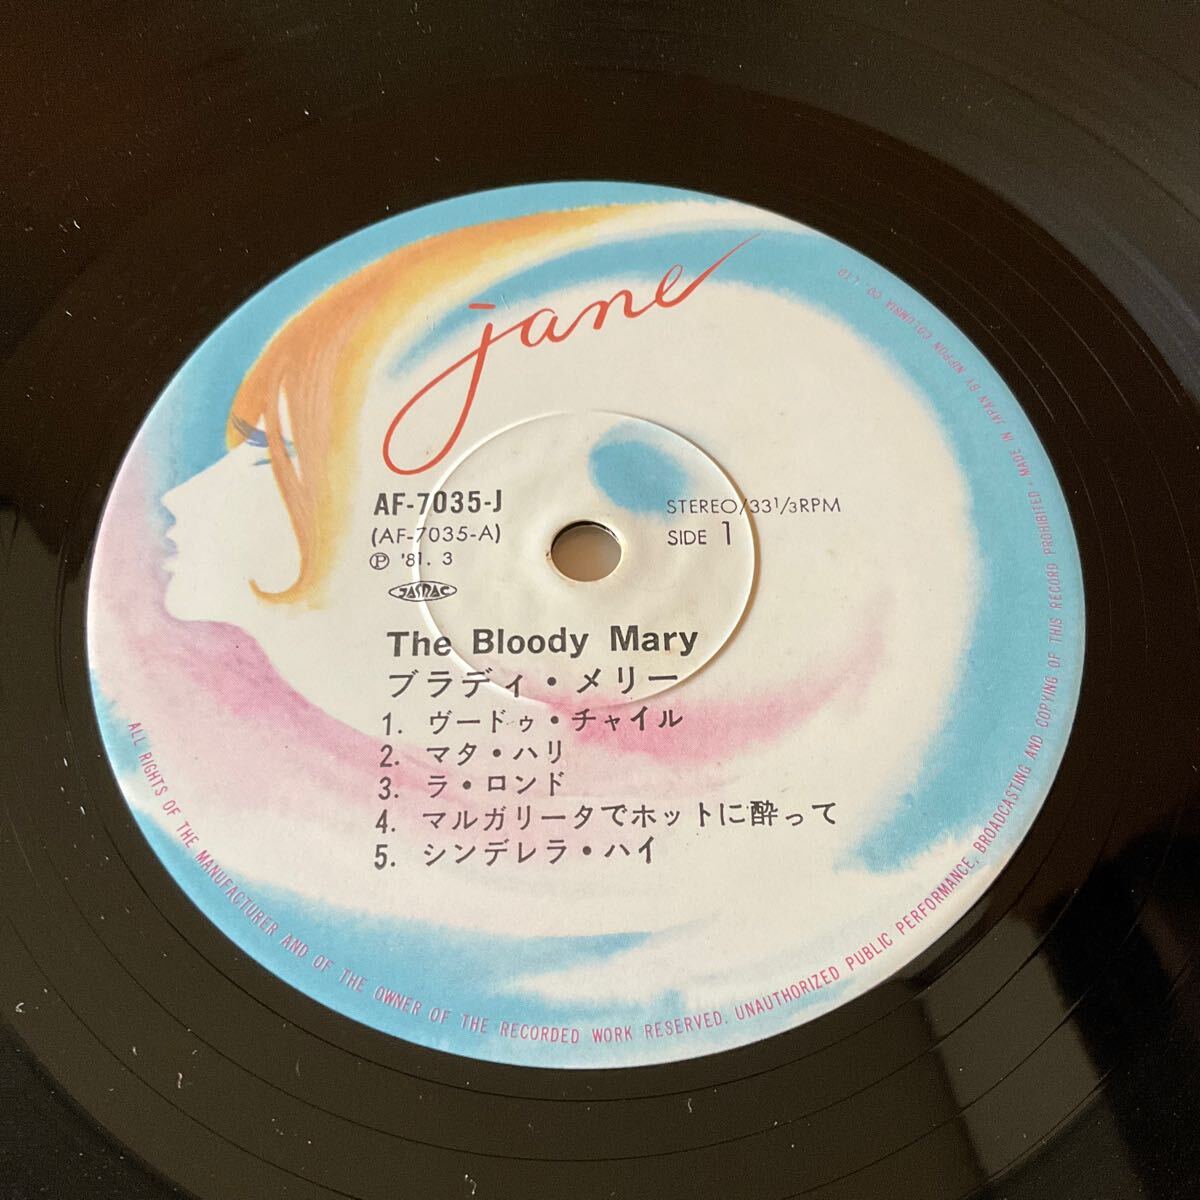 jane
AF-7035-J
(AF-7035-A)
Ⓟ '81. 3
JASRAC
STEREO/33 1/3RPM
SIDE 1
The Bloody Mary
ブラディ・メリー
1. ヴードゥ・チャイル
2. マタ・ハリ
3. ラ・ロンド
4. マルガリータでホットに酔って
5. シンデレラ・ハイ
ALL RIGHTS OF THE MANUFACTURER AND OF THE OWNER OF THE RECORDED WORK RESERVED. UNAUTHORIZED PUBLIC PERFORMANCE, BROADCASTING AND COPYING OF THIS RECORD PROHIBITED · MADE IN JAPAN BY NIPPON COLUMBIA CO., LTD.